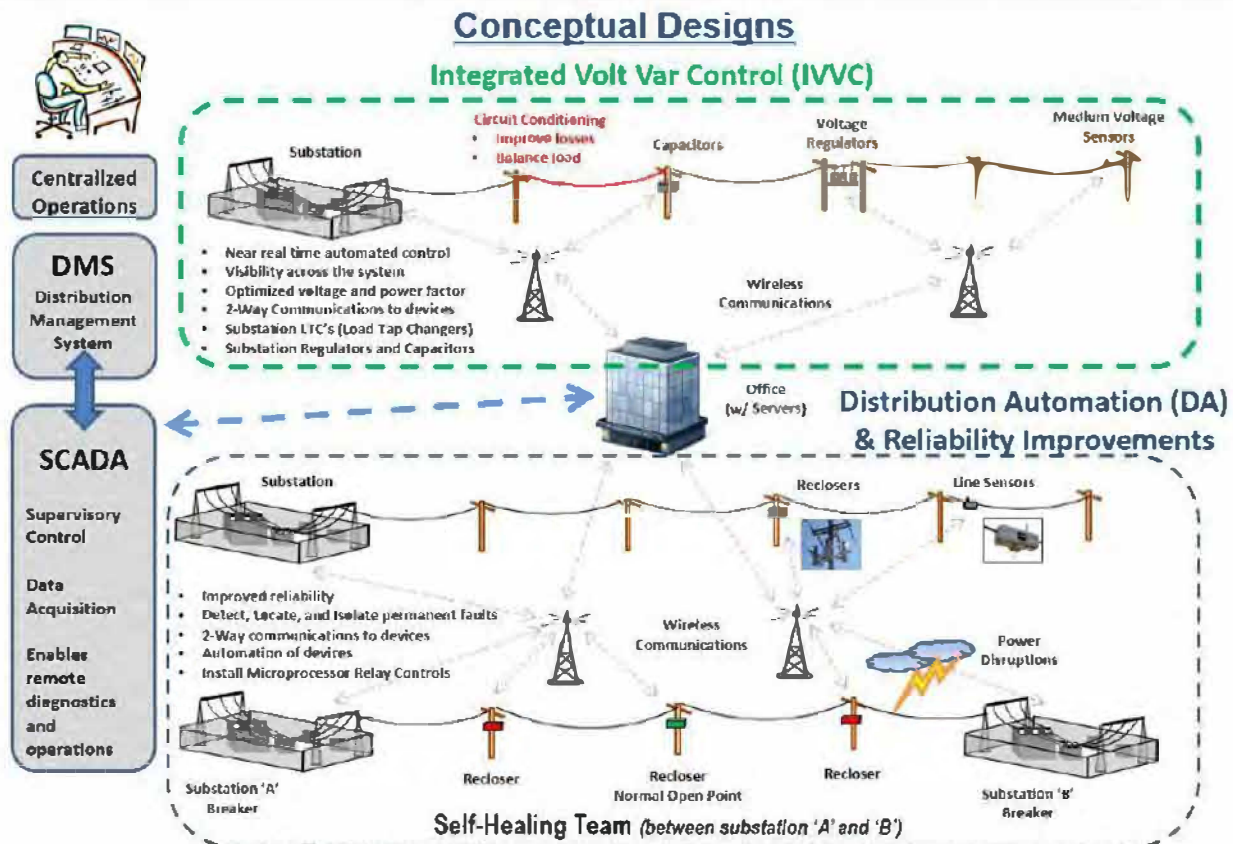 Conceptual Designs
Integrated Volt Var Control (IVVC)
Centralized
Operations
DMS
Distribution
Management
System
SCADA
Supervisory
Control
Data
Acquisition
Enables
remote
diagnostics
and
operations
Substation
Circuit Conditioning
• Improve losses
• Balance load
Capacitors
Voltage
Regulators
Medium Voltage
Sensors
• Near real time automated control
• Visibility across the system
• Optimized voltage and power factor
• 2-Way Communications to devices
• Substation LTC's (Load Tap Changers)
• Substation Regulators and Capacitors
Wireless
Communications
Office
(w/ Servers)
Distribution Automation (DA)
& Reliability Improvements
Substation
Reclosers
Line Sensors
• Improved reliability
• Detect, Locate, and Isolate permanent faults
• 2-Way communications to devices
• Automation of devices
• Install Microprocessor Relay Controls
Wireless
Communications
Power
Disruptions
Substation 'A'
Breaker
Recloser
Recloser
Normal Open Point
Recloser
Substation 'B'
Breaker
Self-Healing Team (between substation 'A' and 'B')